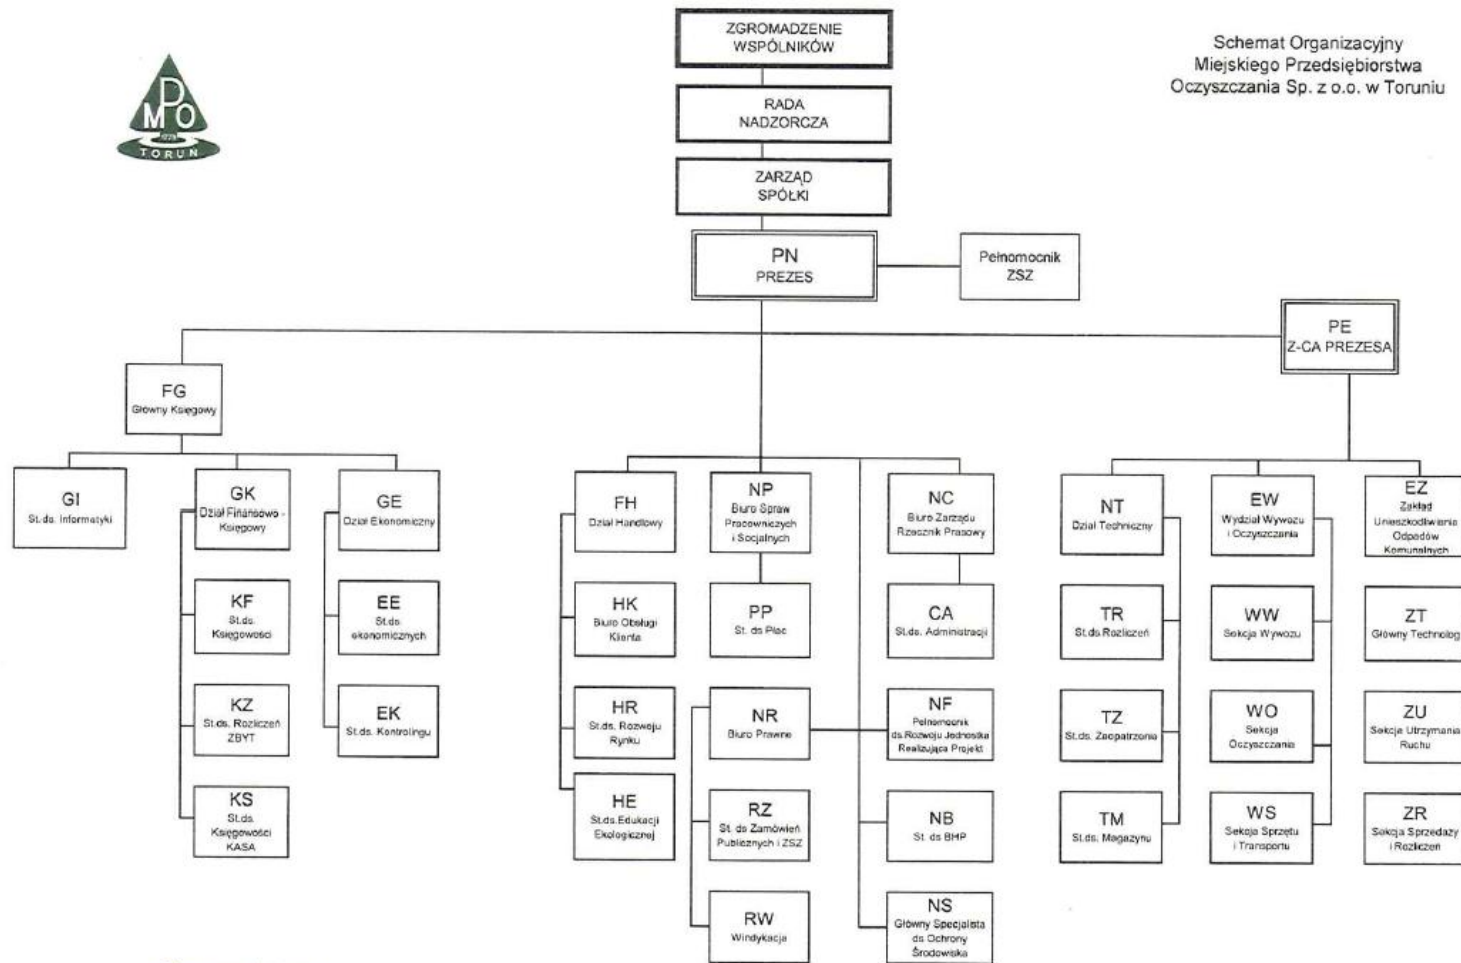 ZGROMADZENIE
WSPÓLNIKÓW
Schemat Organizacyjny
Miejskiego Przedsiębiorstwa
Oczyszczania Sp. z o.o. w Toruniu
MPO
TORUŃ
RADA
NADZORCZA
ZARZĄD
SPÓŁKI
PN
PREZES
Pełnomocnik
ZSZ
PE
Z-CA PREZESA
FG
Główny Księgowy
GI
St.ds. Informatyki
GK
Dział Finansowo -
Księgowy
GE
Dział Ekonomiczny
FH
Dział Handlowy
NP
Biuro Spraw
Pracowniczych
i Socjalnych
NC
Biuro Zarządu
Rzecznik Prasowy
NT
Dział Techniczny
EW
Wydział Wywozu
i Oczyszczania
EZ
Zakład
Unieszkodliwiania
Odpadów
Komunalnych
KF
St.ds.
Księgowości
EE
St.ds.
ekonomicznych
HK
Biuro Obsługi
Klienta
PP
St. ds Płac
CA
St.ds. Administracji
TR
St.ds.Rozliczeń
WW
Sekcja Wywozu
ZT
Główny Technolog
KZ
St.ds. Rozliczeń
ZBYT
EK
St.ds. Kontrolingu
HR
St.ds. Rozwoju
Rynku
NR
Biuro Prawne
NF
Pełnomocnik
ds.Rozwoju Jednostka
Realizująca Projekt
TZ
St.ds. Zaopatrzenia
WO
Sekcja
Oczyszczania
ZU
Sekcja Utrzymania
Ruchu
KS
St.ds.
Księgowości
KASA
HE
St.ds.Edukacji
Ekologicznej
RZ
St. ds Zamówień
Publicznych i ZSZ
NB
St. ds BHP
TM
St.ds. Magazynu
WS
Sekcja Sprzętu
i Transportu
ZR
Sekcja Sprzedaży
i Rozliczeń
RW
Windykacja
NS
Główny Specjalista
ds Ochrony
Środowiska